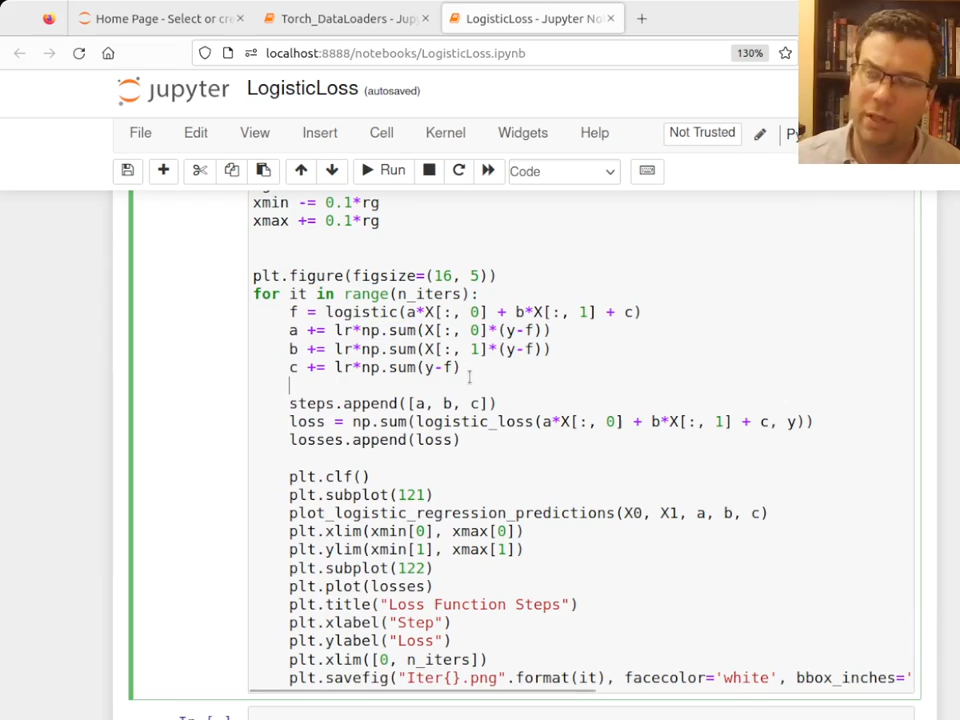 Home Page - Select or cre
Torch_DataLoaders - Jupy
LogisticLoss - Jupyter No
localhost:8888/notebooks/LogisticLoss.ipynb
130%
jupyter LogisticLoss (autosaved)
File Edit View Insert Cell Kernel Widgets Help Not Trusted
Run Code
xmin -= 0.1*rg
xmax += 0.1*rg
plt.figure(figsize=(16, 5))
for it in range(n_iters):
f = logistic(a*X[:, 0] + b*X[:, 1] + c)
a += lr*np.sum(X[:, 0]*(y-f))
b += lr*np.sum(X[:, 1]*(y-f))
c += lr*np.sum(y-f)
steps.append([a, b, c])
loss = np.sum(logistic_loss(a*X[:, 0] + b*X[:, 1] + c, y))
losses.append(loss)
plt.clf()
plt.subplot(121)
plot_logistic_regression_predictions(X0, X1, a, b, c)
plt.xlim(xmin[0], xmax[0])
plt.ylim(xmin[1], xmax[1])
plt.subplot(122)
plt.plot(losses)
plt.title("Loss Function Steps")
plt.xlabel("Step")
plt.ylabel("Loss")
plt.xlim([0, n_iters])
plt.savefig("Iter{}.png".format(it), facecolor='white', bbox_inches='